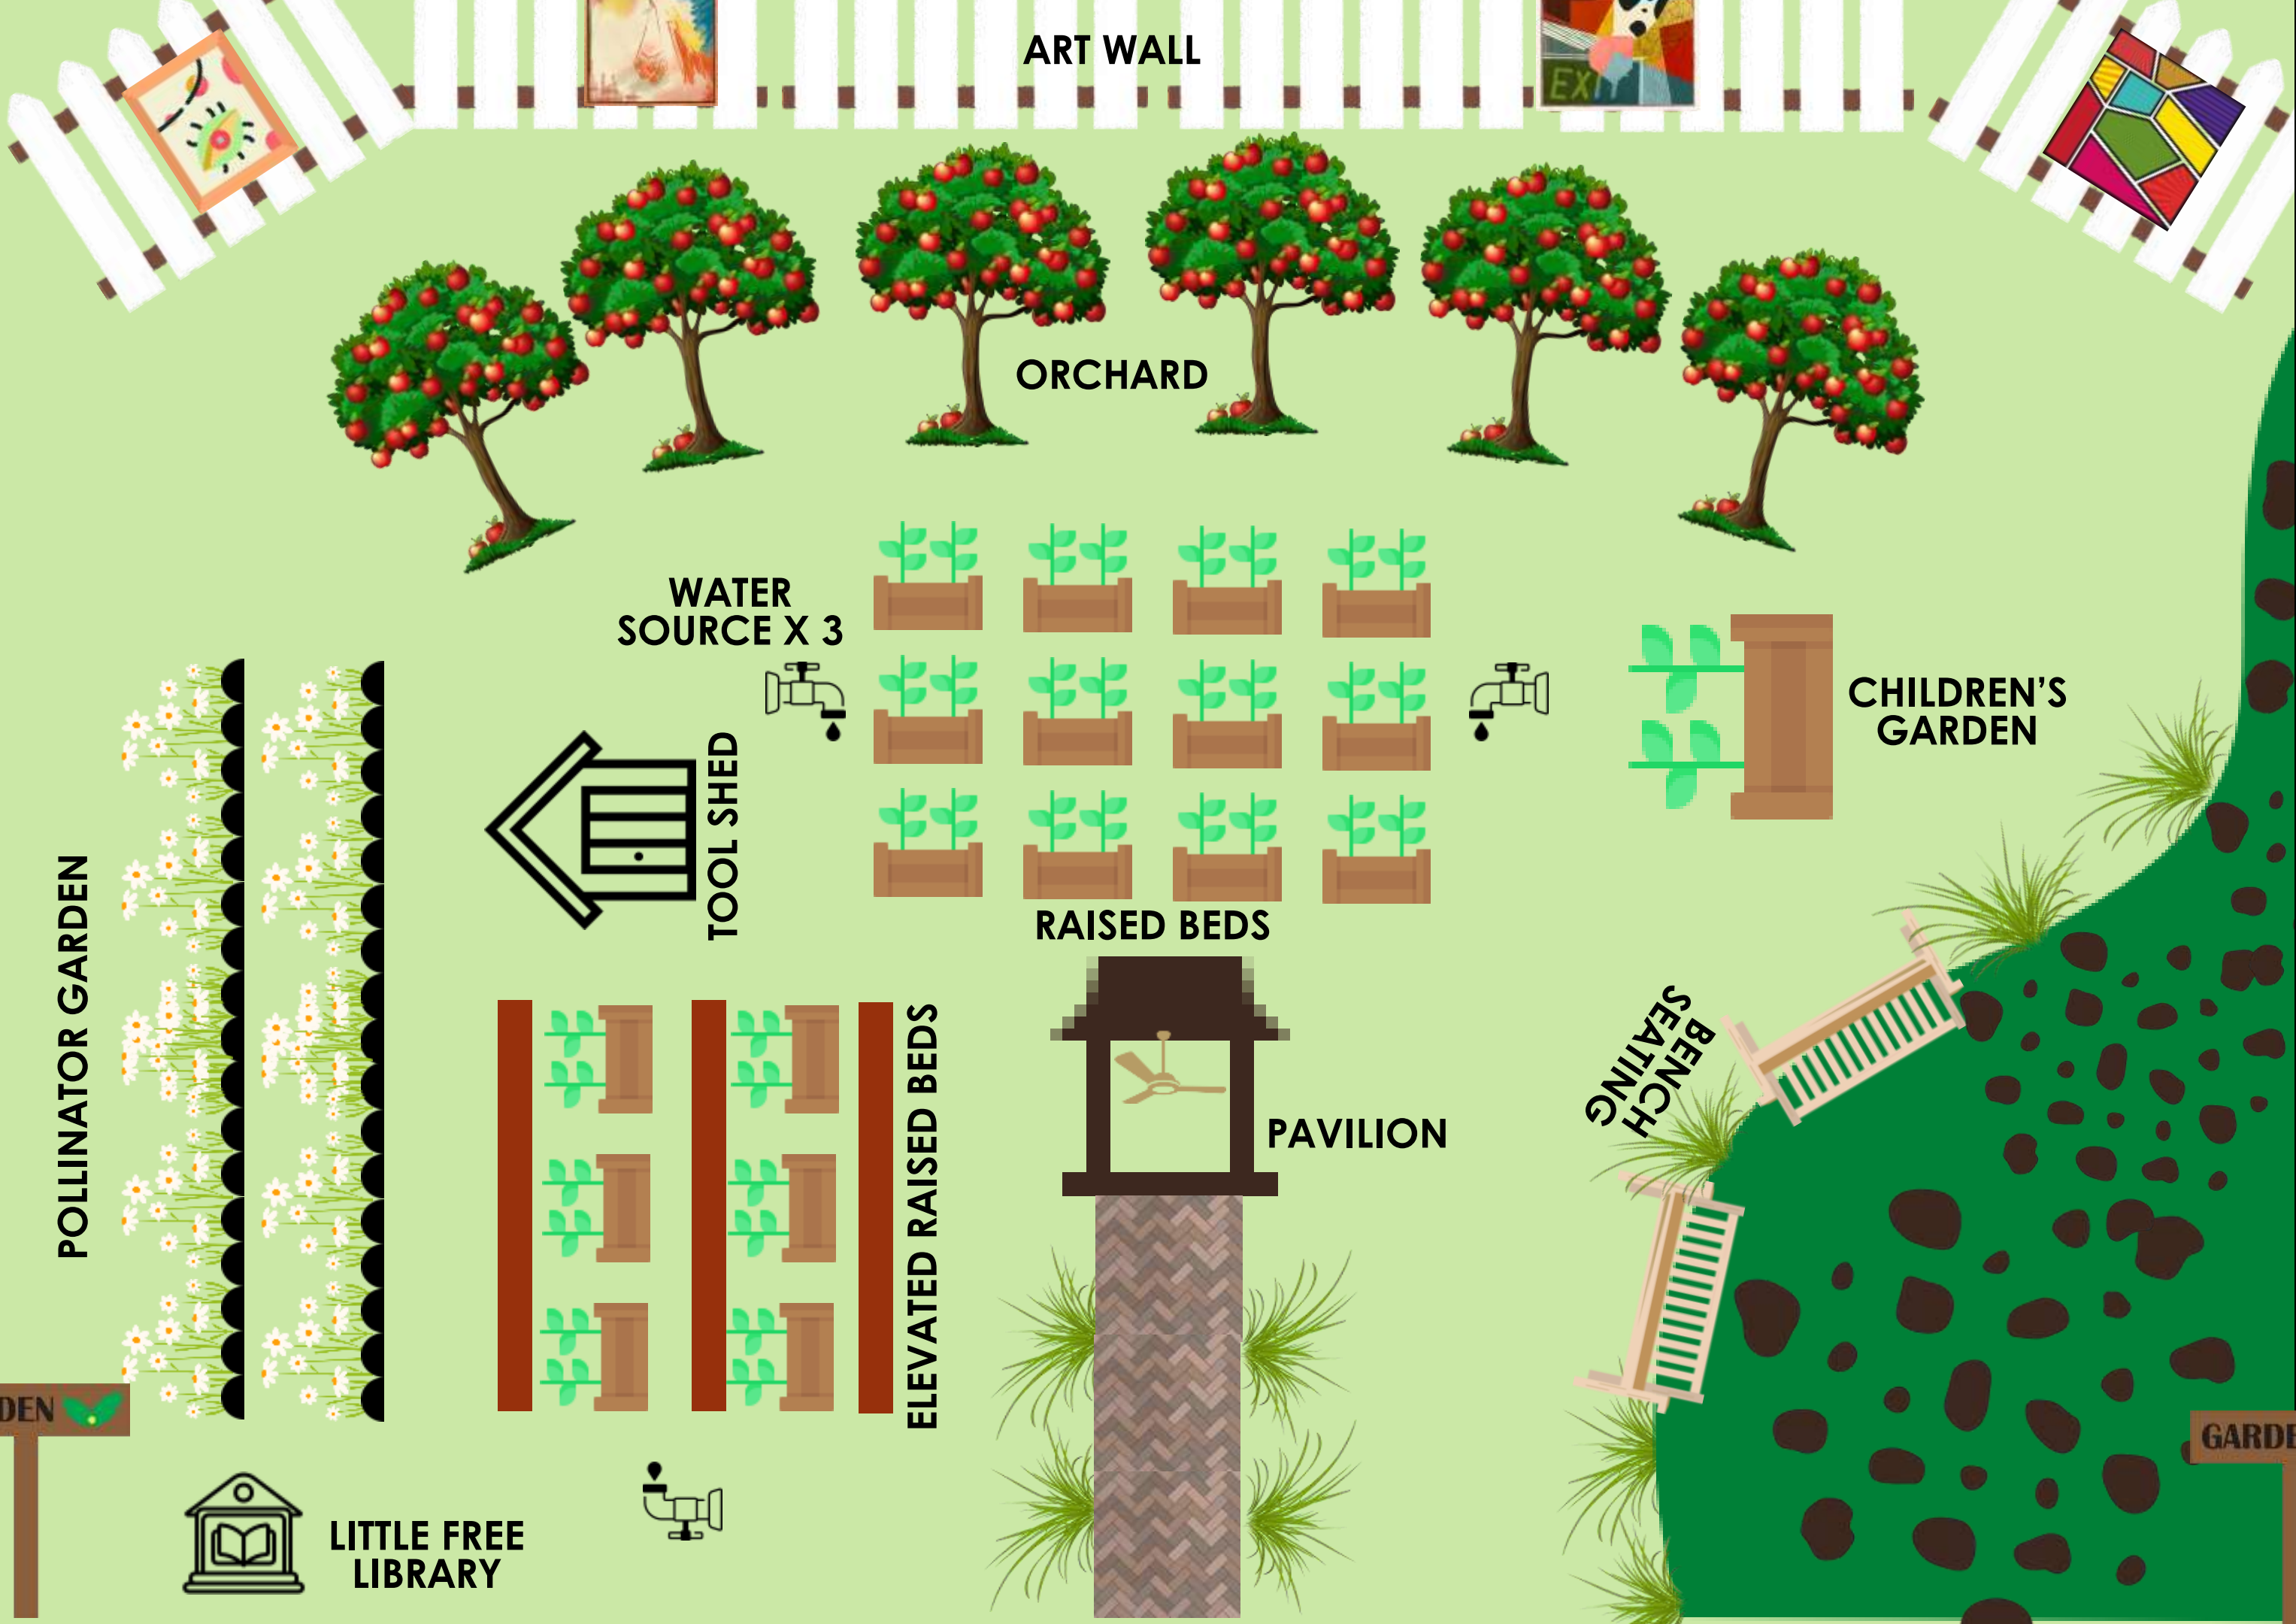 ART WALL
EXIT
ORCHARD
WATER
SOURCE X 3
CHILDREN'S
GARDEN
TOOL SHED
RAISED BEDS
POLLINATOR GARDEN
ELEVATED RAISED BEDS
BENCH
SEATING
PAVILION
DEN
GARDE
LITTLE FREE
LIBRARY